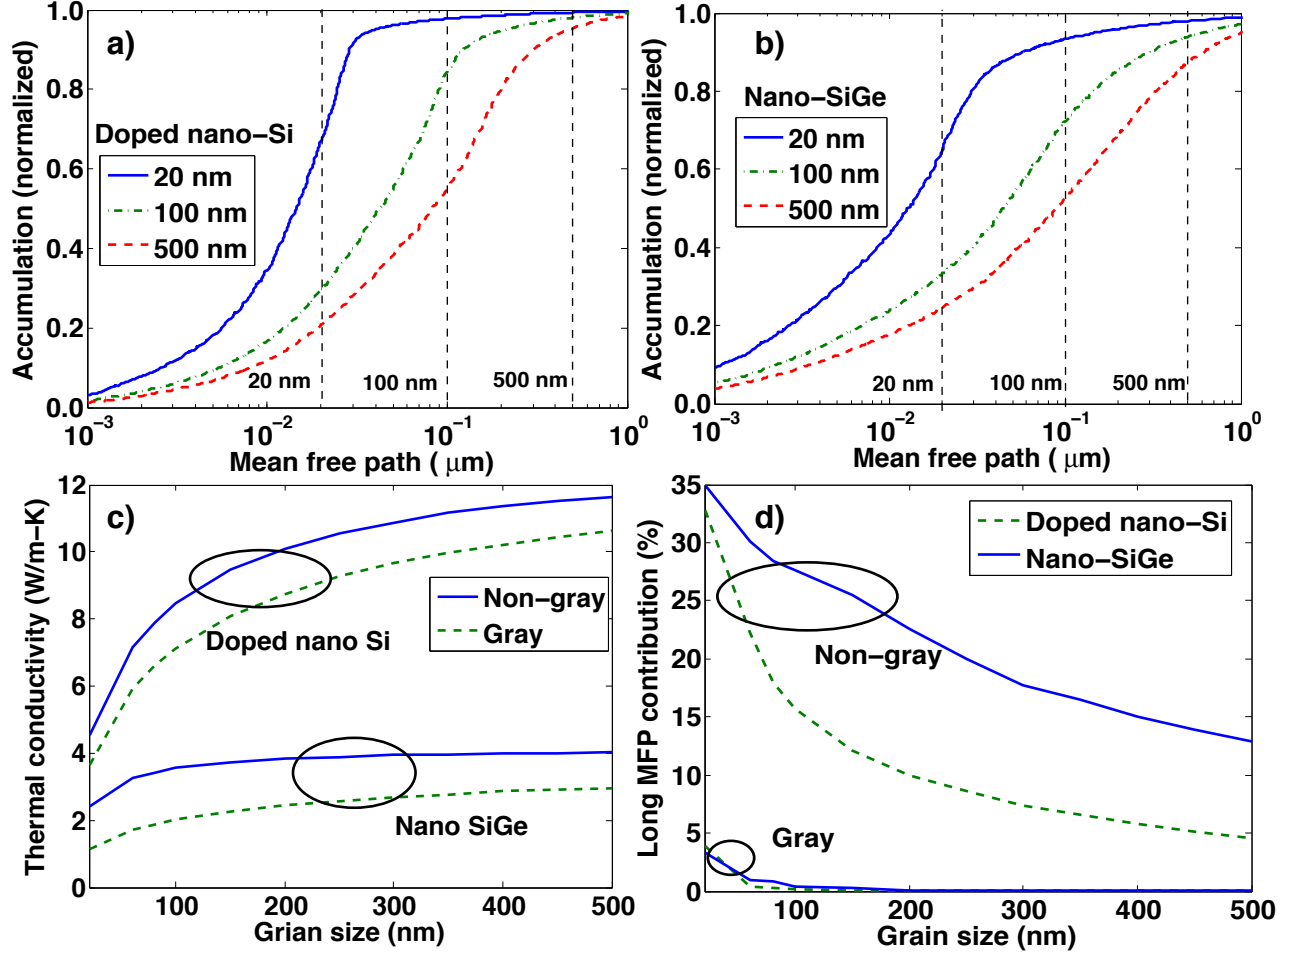 a)
Accumulation (normalized)
1.0
0.8
0.6
0.4
0.2
0.0
Doped nano-Si
20 nm
100 nm
500 nm
20 nm
100 nm
500 nm
10⁻³
10⁻²
10⁻¹
10⁰
Mean free path ( μm)
b)
Accumulation (normalized)
1.0
0.8
0.6
0.4
0.2
0.0
Nano-SiGe
20 nm
100 nm
500 nm
20 nm
100 nm
500 nm
10⁻³
10⁻²
10⁻¹
10⁰
Mean free path ( μm)
c)
Thermal conductivity (W/m-K)
12
10
8
6
4
2
0
Non-gray
Gray
Doped nano Si
Nano SiGe
100
200
300
400
500
Grian size (nm)
d)
Long MFP contribution (%)
35
30
25
20
15
10
5
0
Doped nano-Si
Nano-SiGe
Non-gray
Gray
100
200
300
400
500
Grain size (nm)